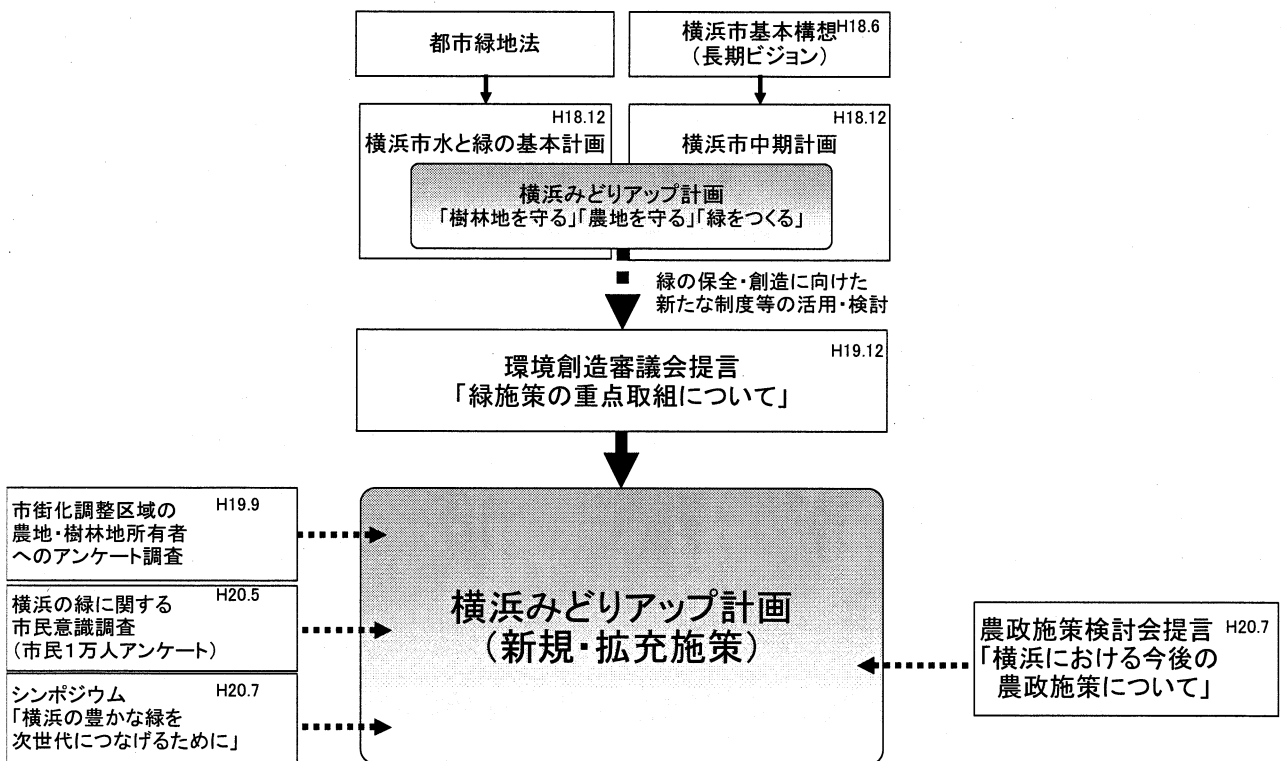 都市緑地法
横浜市基本構想 H18.6
(長期ビジョン)
H18.12
横浜市水と緑の基本計画
H18.12
横浜市中期計画
横浜みどりアップ計画
「樹林地を守る」「農地を守る」「緑をつくる」
緑の保全・創造に向けた
新たな制度等の活用・検討
H19.12
環境創造審議会提言
「緑施策の重点取組について」
市街化調整区域の H19.9
農地・樹林地所有者
へのアンケート調査
横浜の緑に関する H20.5
市民意識調査
(市民1万人アンケート)
シンポジウム H20.7
「横浜の豊かな緑を
次世代につなげるために」
横浜みどりアップ計画
(新規・拡充施策)
農政施策検討会提言 H20.7
「横浜における今後の
農政施策について」